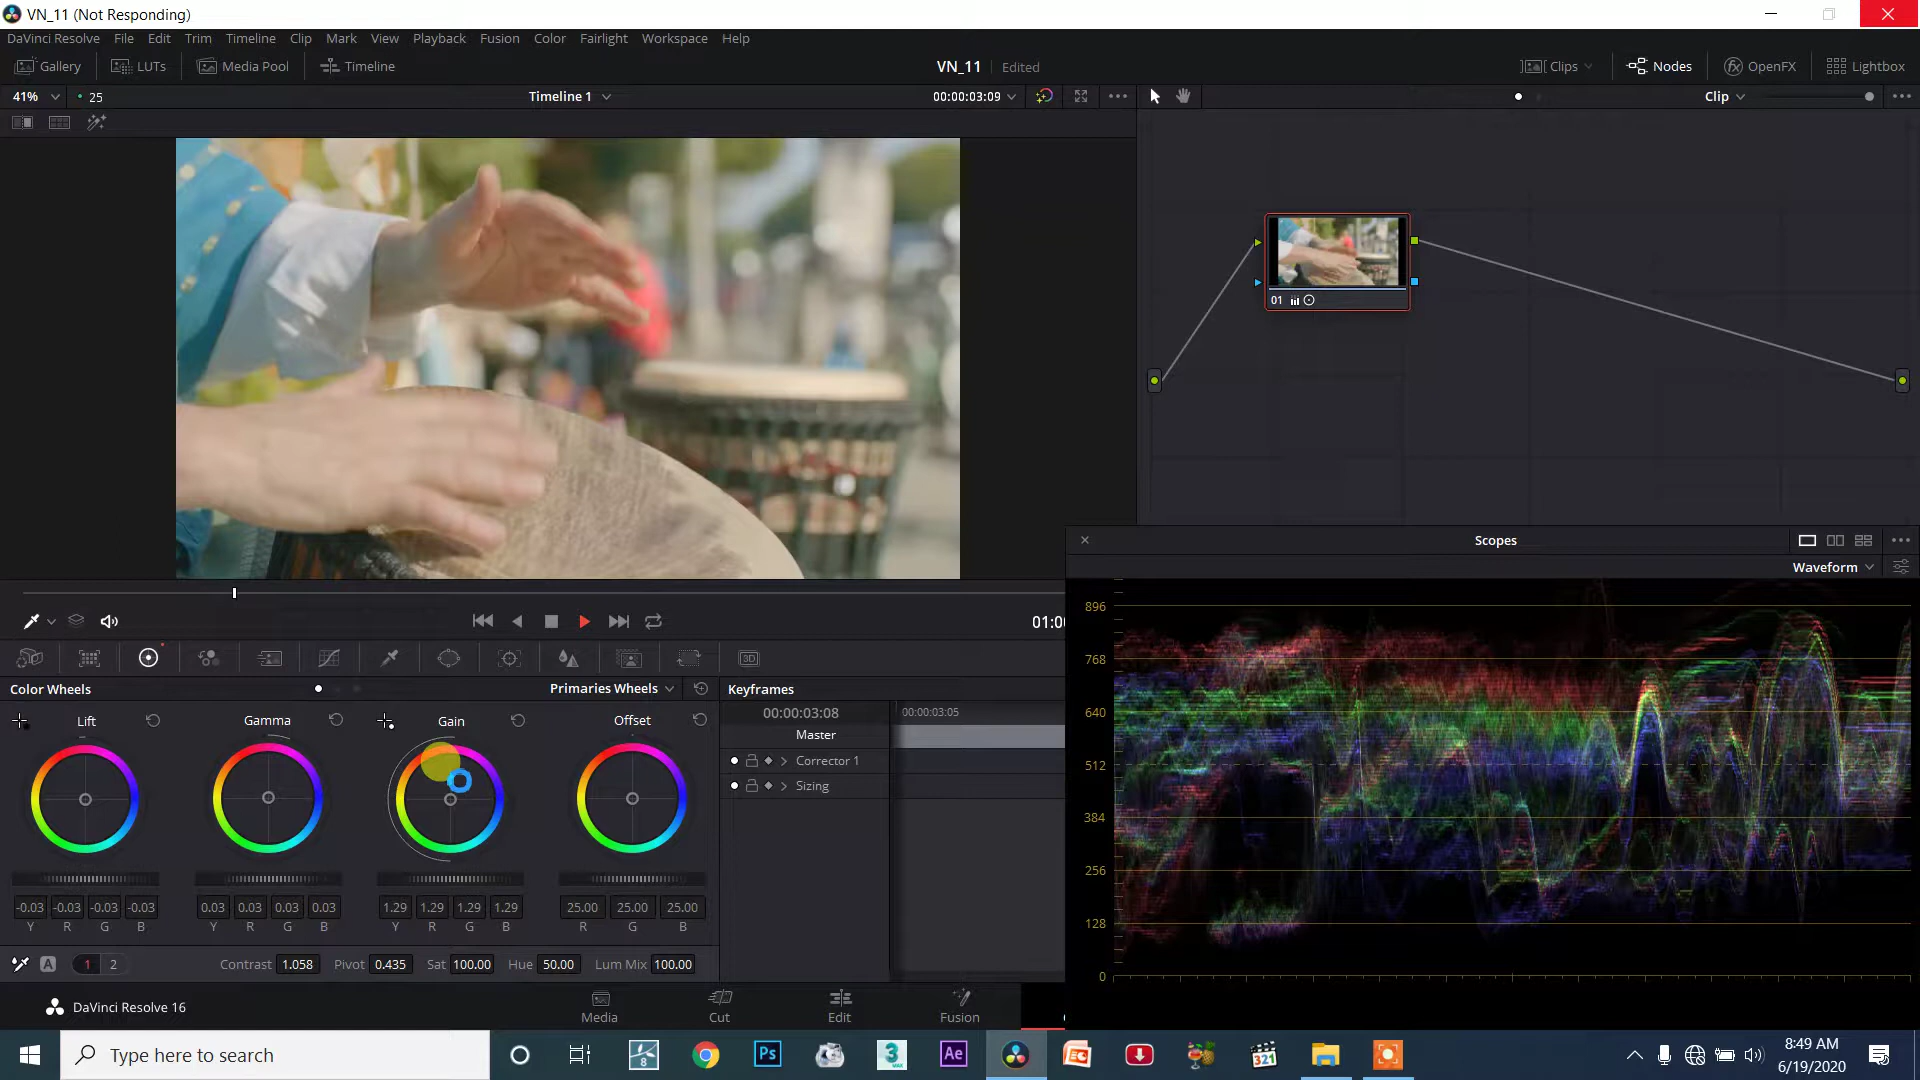 VN_11 (Not Responding)
DaVinci Resolve File Edit Trim Timeline Clip Mark View Playback Fusion Color Fairlight Workspace Help
Gallery LUTs Media Pool Timeline VN_11 Edited Clips Nodes OpenFX Lightbox
41% 25 Timeline 1 00:00:03:09 Clip
01
Scopes
Waveform
896
768
640
512
384
256
128
0
Color Wheels Primaries Wheels Keyframes
Lift Gamma Gain Offset 00:00:03:08 00:00:03:05
Master
Corrector 1
Sizing
3D
-0.03 -0.03 -0.03 -0.03 0.03 0.03 0.03 0.03 1.29 1.29 1.29 1.29 25.00 25.00 25.00
Y R G B Y R G B Y R G B R G B
A 1 2 Contrast 1.058 Pivot 0.435 Sat 100.00 Hue 50.00 Lum Mix 100.00
DaVinci Resolve 16 Media Cut Edit Fusion
Type here to search 8 Ps 3 MAX Ae 321
8:49 AM
6/19/2020